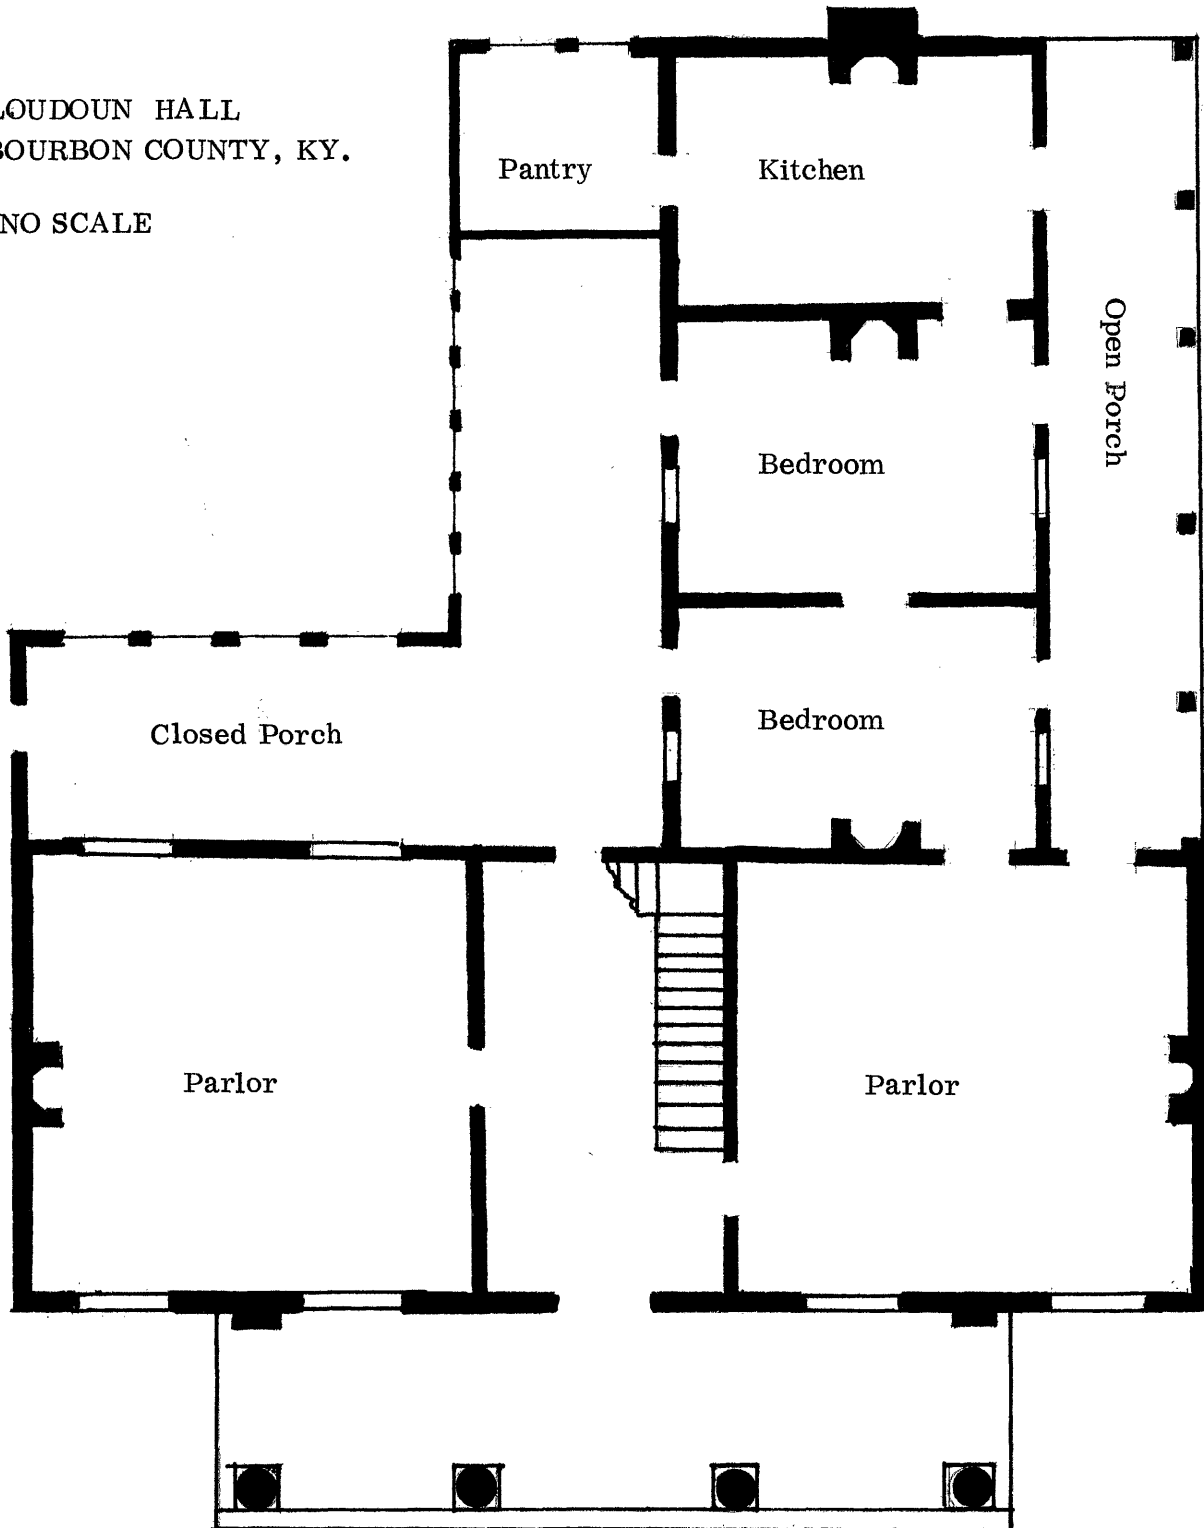 LOUDOUN HALL
BOURBON COUNTY, KY.
NO SCALE
Pantry
Kitchen
Open Porch
Bedroom
Closed Porch
Bedroom
Parlor
Parlor